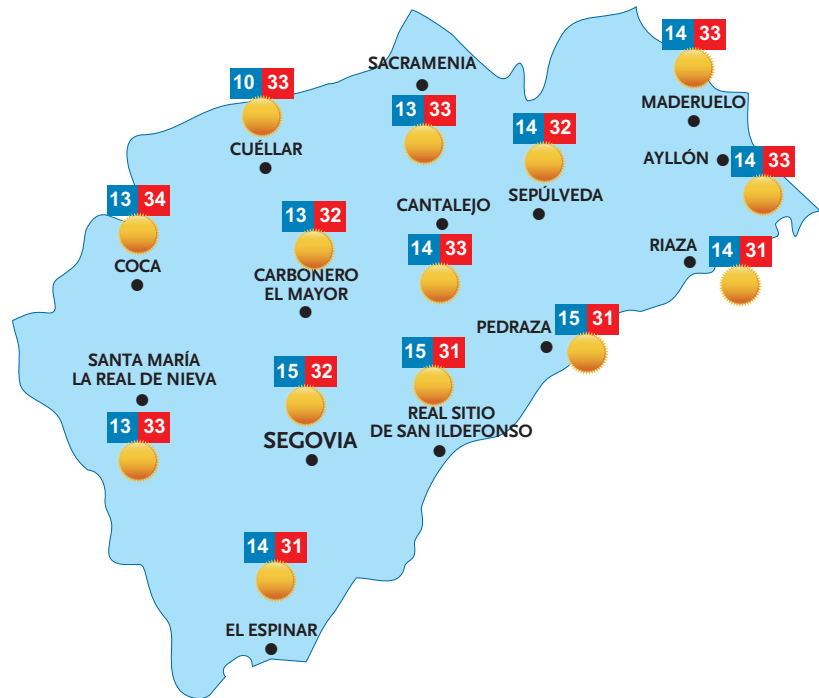 14 33
MADERUELO
SACRAMENIA
13 33
10 33
CUÉLLAR
14 32
SEPÚLVEDA
AYLLÓN
14 33
13 34
COCA
13 32
CARBONERO
EL MAYOR
CANTALEJO
14 33
RIAZA
14 31
PEDRAZA
15 31
SANTA MARÍA
LA REAL DE NIEVA
13 33
15 32
SEGOVIA
15 31
REAL SITIO
DE SAN ILDEFONSO
14 31
EL ESPINAR